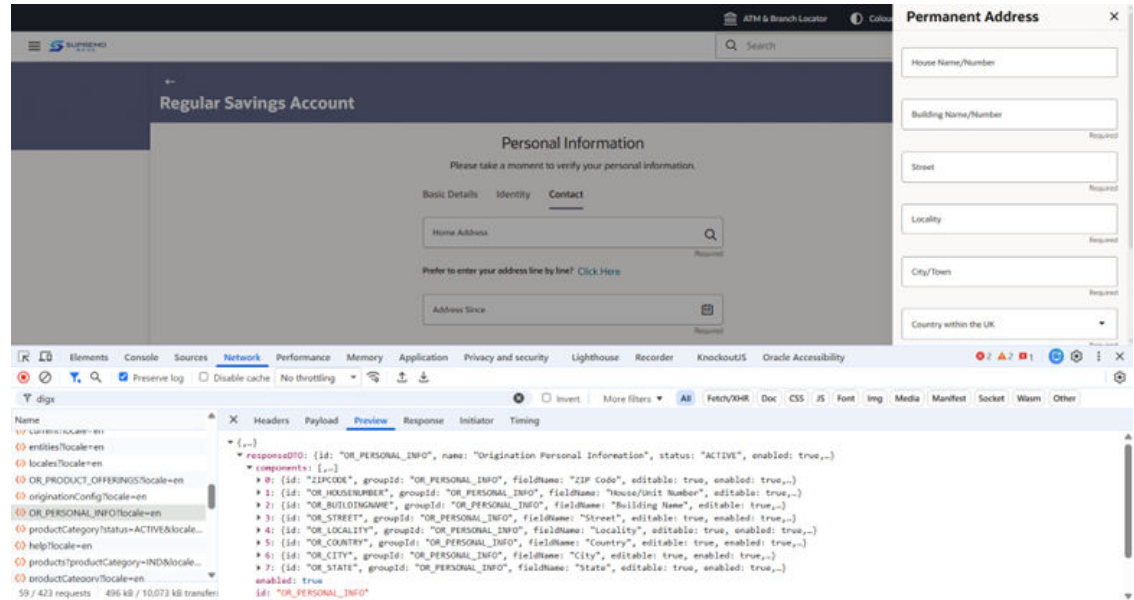 ATM & Branch Locator
Colou
Permanent Address
SUPREMO
BANK
Search
House Name/Number
←
Regular Savings Account
Building Name/Number
Required
Personal Information
Please take a moment to verify your personal information.
Street
Required
Basic Details Identity Contact
Locality
Required
Home Address
Required
Prefer to enter your address line by line? Click Here
City/Town
Required
Address Since
Required
Country within the UK
Elements Console Sources Network Performance Memory Application Privacy and security Lighthouse Recorder KnockoutJS Oracle Accessibility 2 2 1
Preserve log Disable cache No throttling
digx Invert More filters All Fetch/XHR Doc CSS JS Font Img Media Manifest Socket Wasm Other
Name
X Headers Payload Preview Response Initiator Timing
current?locale=en
entities?locale=en
locales?locale=en
OR_PRODUCT_OFFERINGS?locale=en
originationConfig?locale=en
OR_PERSONAL_INFO?locale=en
productCategory?status=ACTIVE&locale...
help?locale=en
products?productCategory=IND&locale...
productCategory?locale=en
59 / 423 requests 496 kB / 10,073 kB transfer
{,…}
responseDTO: {id: "OR_PERSONAL_INFO", name: "Origination Personal Information", status: "ACTIVE", enabled: true,…}
components: [,…]
0: {id: "ZIPCODE", groupId: "OR_PERSONAL_INFO", fieldName: "ZIP Code", editable: true, enabled: true,…}
1: {id: "OR_HOUSENUMBER", groupId: "OR_PERSONAL_INFO", fieldName: "House/Unit Number", editable: true,…}
2: {id: "OR_BUILDINGNAME", groupId: "OR_PERSONAL_INFO", fieldName: "Building Name", editable: true,…}
3: {id: "OR_STREET", groupId: "OR_PERSONAL_INFO", fieldName: "Street", editable: true, enabled: true,…}
4: {id: "OR_LOCALITY", groupId: "OR_PERSONAL_INFO", fieldName: "Locality", editable: true, enabled: true,…}
5: {id: "OR_COUNTRY", groupId: "OR_PERSONAL_INFO", fieldName: "Country", editable: true, enabled: true,…}
6: {id: "OR_CITY", groupId: "OR_PERSONAL_INFO", fieldName: "City", editable: true, enabled: true,…}
7: {id: "OR_STATE", groupId: "OR_PERSONAL_INFO", fieldName: "State", editable: true, enabled: true,…}
enabled: true
id: "OR_PERSONAL_INFO"